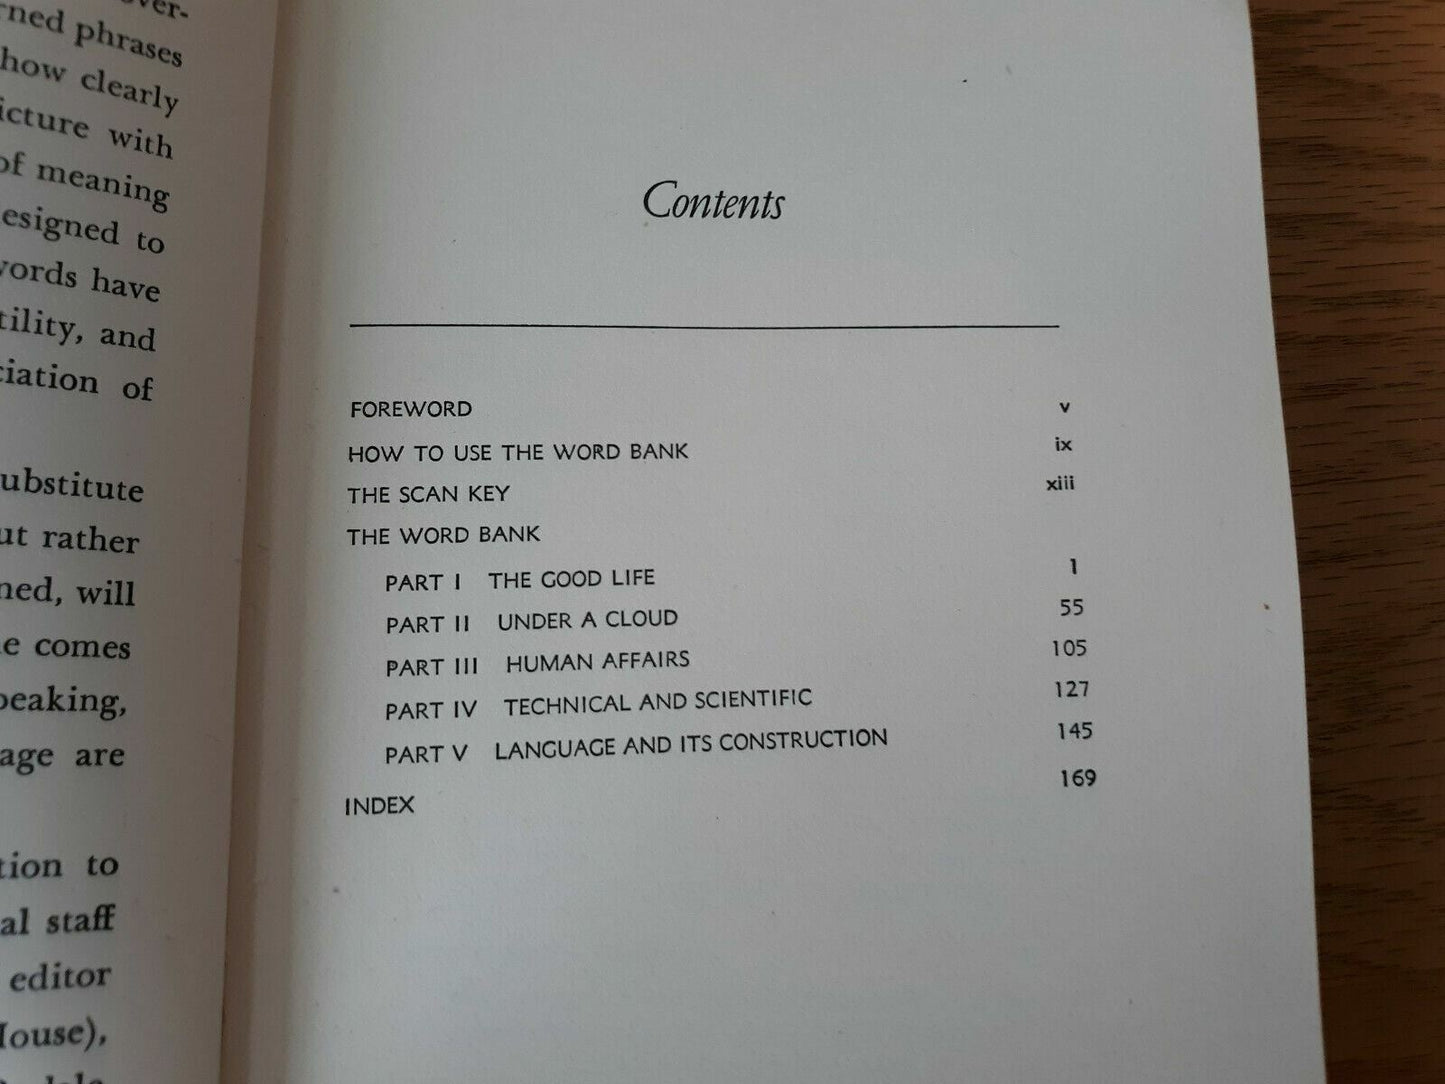 rned phrases
how clearly
icture with
of meaning
esigned to
words have
tility, and
ciation of
ubstitute
ut rather
ned, will
e comes
peaking,
age are
tion to
al staff
editor
House),
Contents
FOREWORD v
HOW TO USE THE WORD BANK ix
THE SCAN KEY xiii
THE WORD BANK
PART I THE GOOD LIFE 1
PART II UNDER A CLOUD 55
PART III HUMAN AFFAIRS 105
PART IV TECHNICAL AND SCIENTIFIC 127
PART V LANGUAGE AND ITS CONSTRUCTION 145
INDEX 169